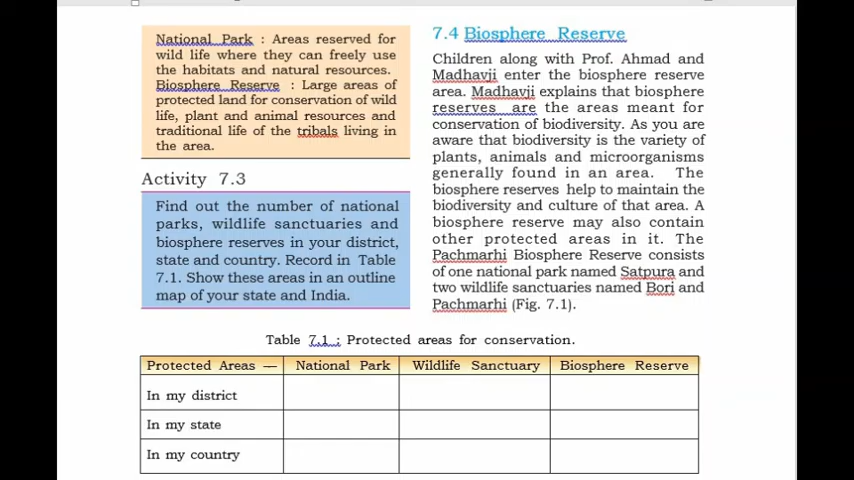 National Park : Areas reserved for
wild life where they can freely use
the habitats and natural resources.
Biosphere Reserve : Large areas of
protected land for conservation of wild
life, plant and animal resources and
traditional life of the tribals living in
the area.
Activity 7.3
Find out the number of national
parks, wildlife sanctuaries and
biosphere reserves in your district,
state and country. Record in Table
7.1. Show these areas in an outline
map of your state and India.
7.4 Biosphere Reserve
Children along with Prof. Ahmad and
Madhavji enter the biosphere reserve
area. Madhavji explains that biosphere
reserves are the areas meant for
conservation of biodiversity. As you are
aware that biodiversity is the variety of
plants, animals and microorganisms
generally found in an area. The
biosphere reserves help to maintain the
biodiversity and culture of that area. A
biosphere reserve may also contain
other protected areas in it. The
Pachmarhi Biosphere Reserve consists
of one national park named Satpura and
two wildlife sanctuaries named Bori and
Pachmarhi (Fig. 7.1).
Table 7.1 : Protected areas for conservation.
Protected Areas — National Park Wildlife Sanctuary Biosphere Reserve
In my district
In my state
In my country